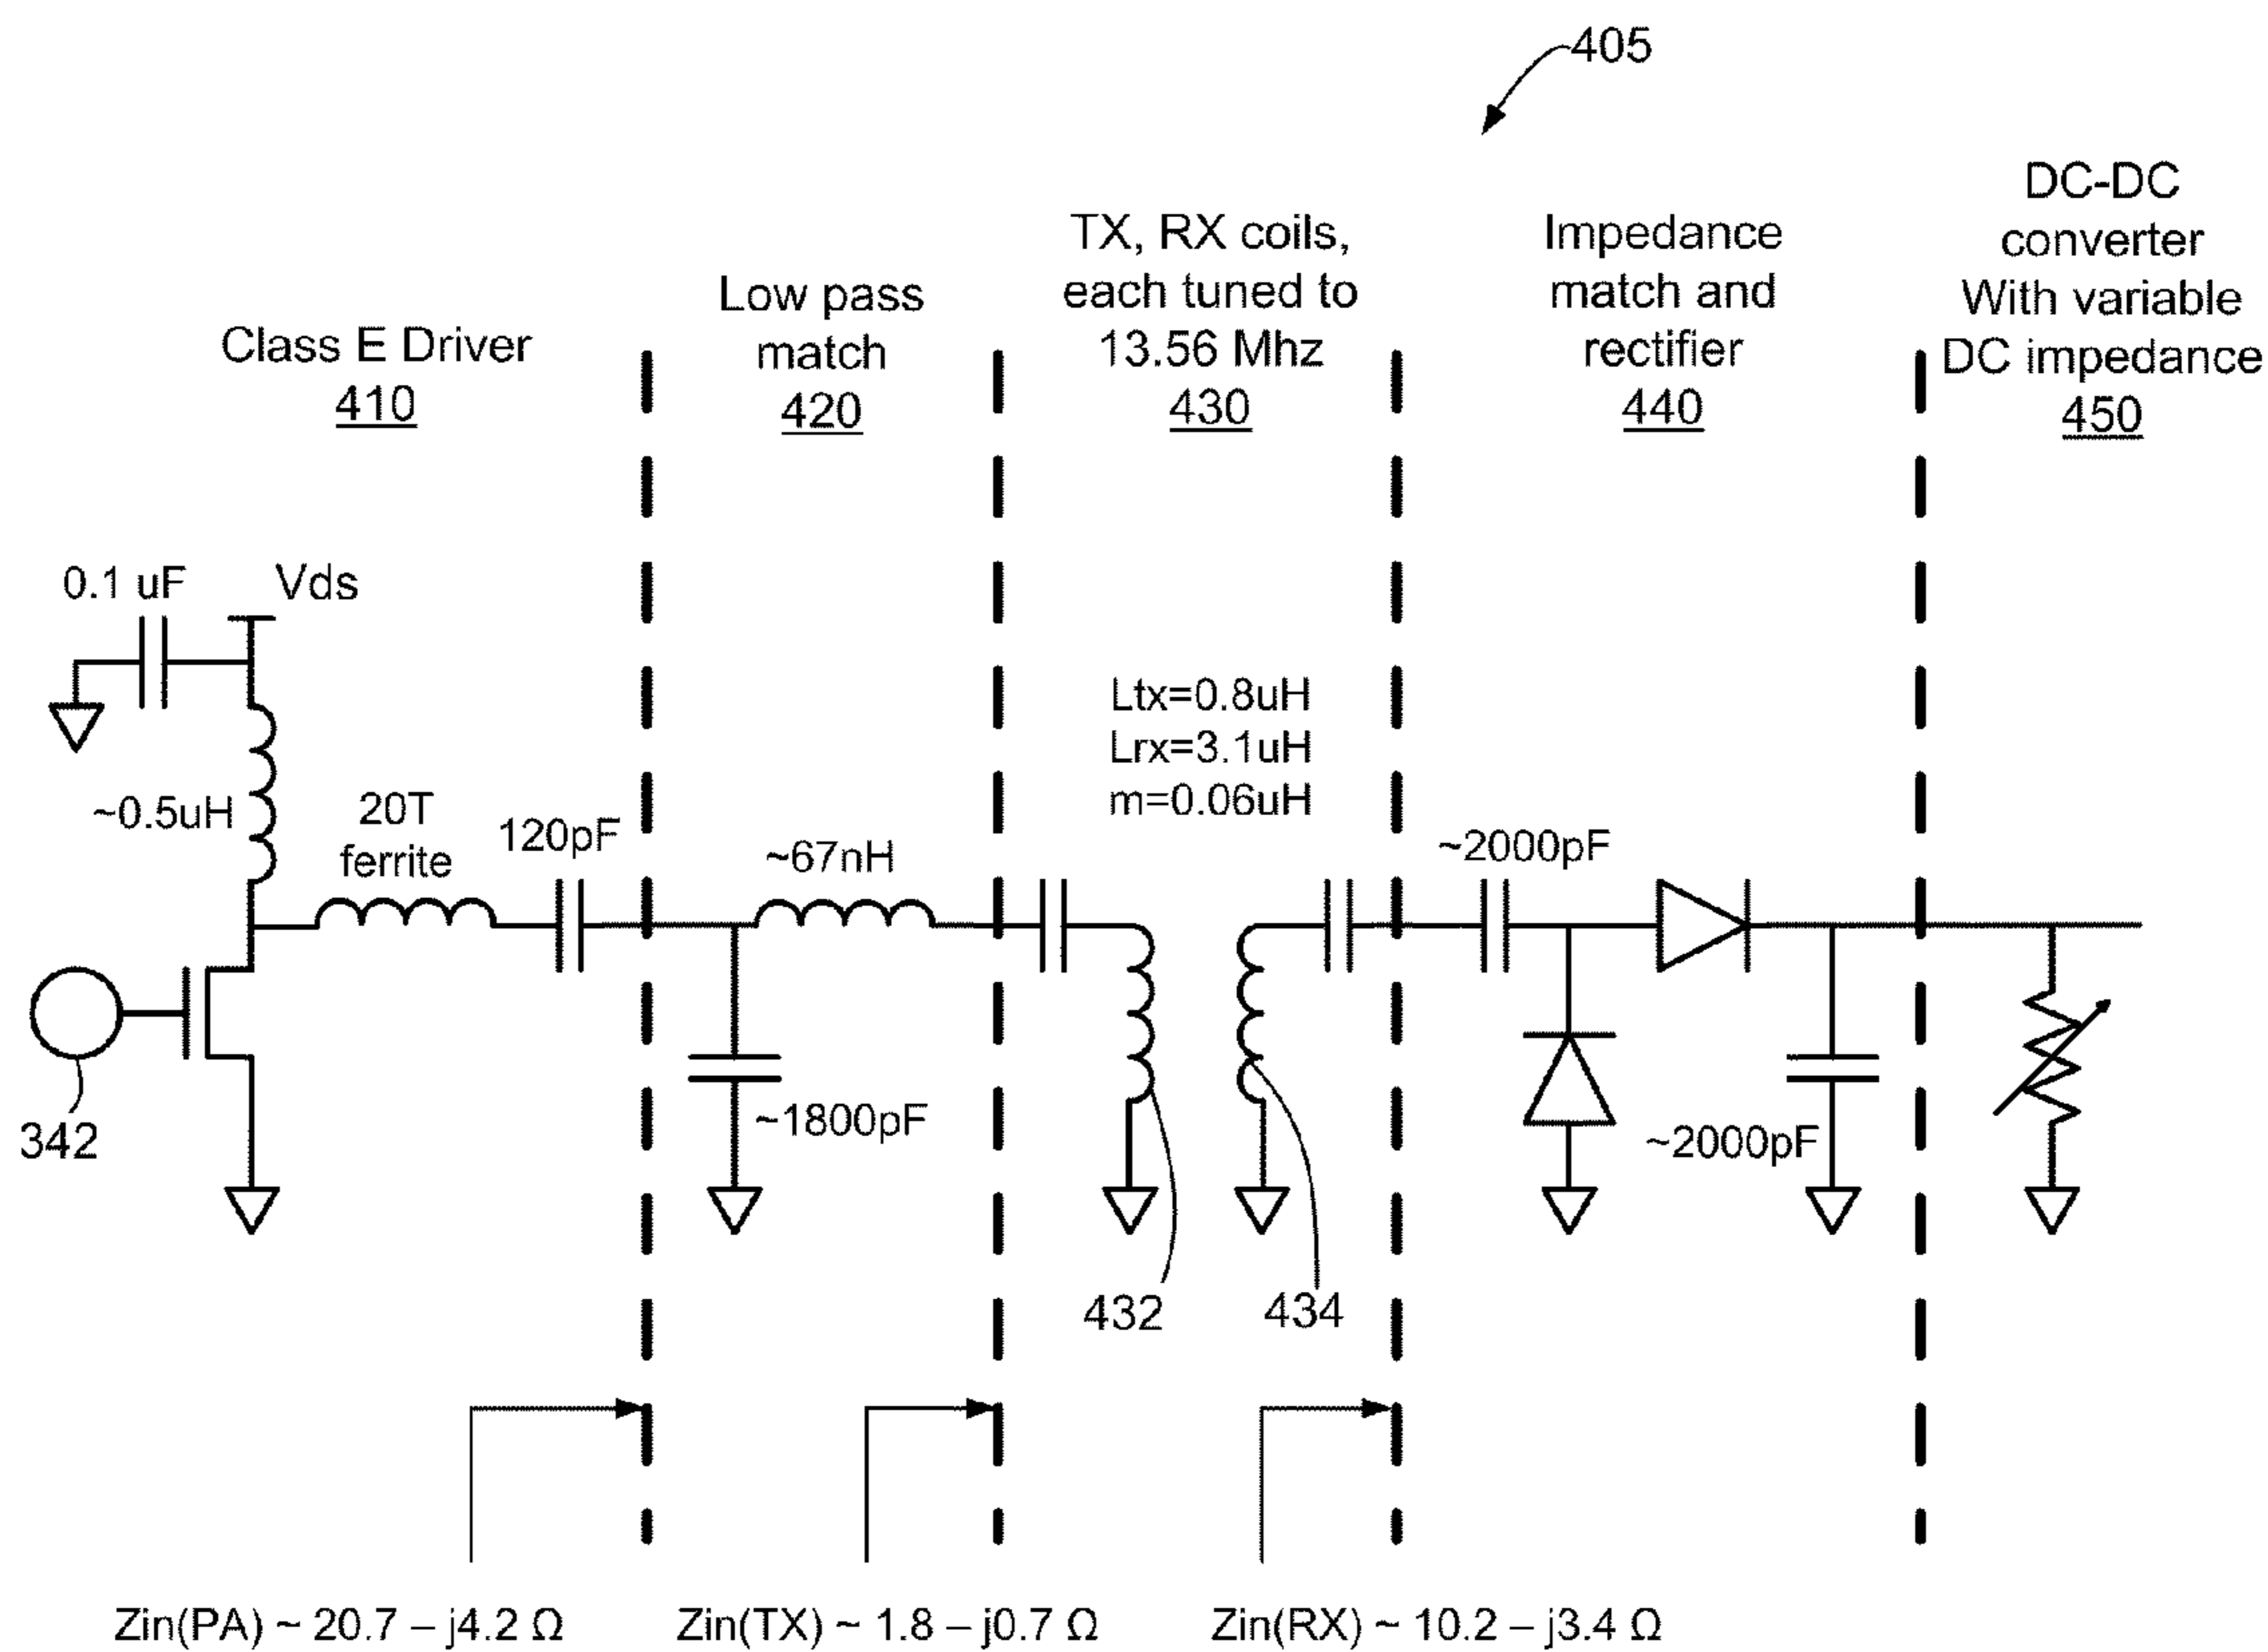 405
Class E Driver
410
Low pass
match
420
TX, RX coils,
each tuned to
13.56 Mhz
430
Impedance
match and
rectifier
440
DC-DC
converter
With variable
DC impedance
450
0.1 uF
Vds
~0.5uH
20T
ferrite
120pF
~67nH
Ltx=0.8uH
Lrx=3.1uH
m=0.06uH
~2000pF
342
~1800pF
~2000pF
432
434
Zin(PA) ~ 20.7 – j4.2 Ω
Zin(TX) ~ 1.8 – j0.7 Ω
Zin(RX) ~ 10.2 – j3.4 Ω